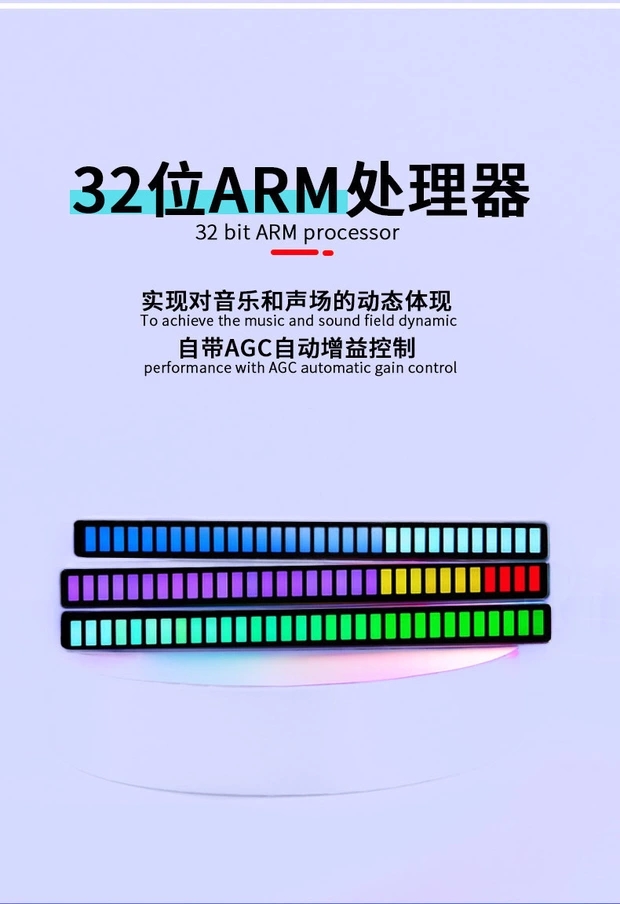 32位ARM处理器
32 bit ARM processor
实现对音乐和声场的动态体现
To achieve the music and sound field dynamic
自带AGC自动增益控制
performance with AGC automatic gain control